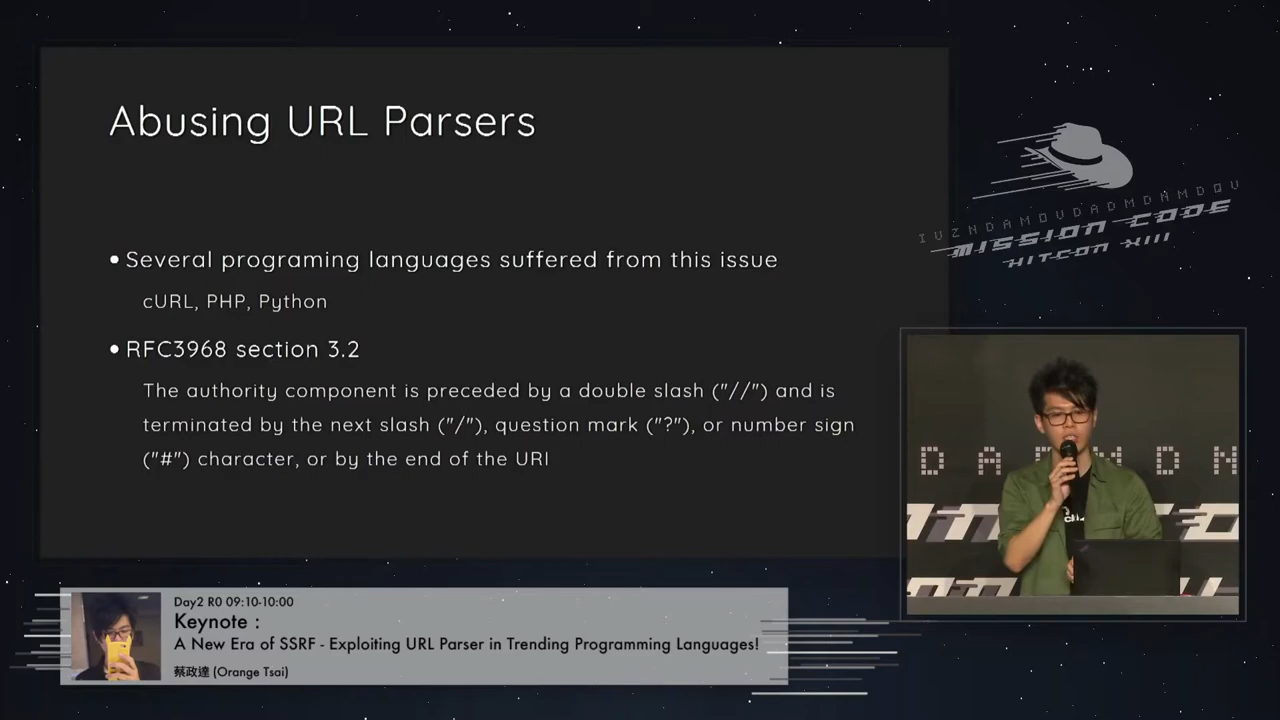 Abusing URL Parsers
• Several programing languages suffered from this issue
cURL, PHP, Python
• RFC3968 section 3.2
The authority component is preceded by a double slash ("//") and is
terminated by the next slash ("/"), question mark ("?"), or number sign
("#") character, or by the end of the URI
IUZNDAMOUDADMDNMDQU
MISSION CODE
HITCON XIII
Day2 R0 09:10-10:00
Keynote :
A New Era of SSRF - Exploiting URL Parser in Trending Programming Languages!
蔡政達 (Orange Tsai)